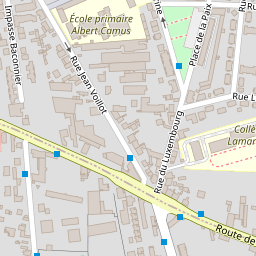 École primaire
Albert Camus
Impasse Baconnier
Rue Jean Voillot
Place de la Paix
Rue du Luxembourg
Rue L
Collè
Lamar
Route de
ine